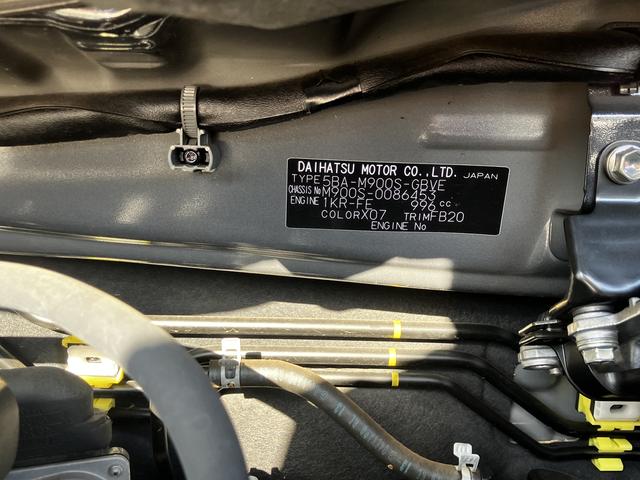 DAIHATSU MOTOR CO.,LTD. JAPAN
TYPE 5BA-M900S-GBVE
CHASSIS No M900S-0086453
ENGINE 1KR-FE 996 cc
COLOR X07 TRIM FB20
ENGINE No